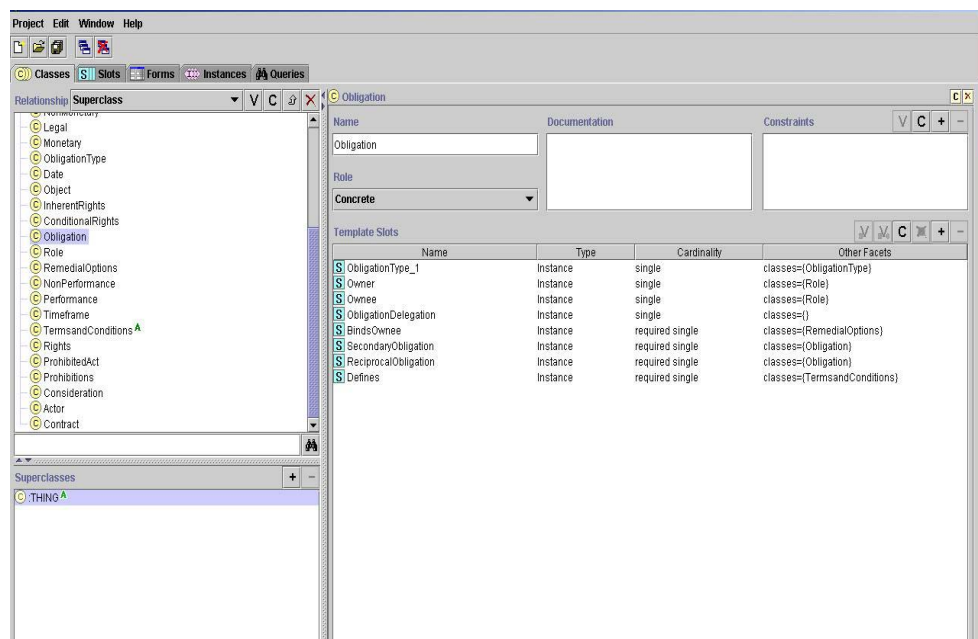 Project Edit Window Help
C Classes S Slots Forms Instances Queries
Relationship Superclass V C
NonMonetary
Legal
Monetary
ObligationType
Date
Object
InherentRights
ConditionalRights
Obligation
Role
RemedialOptions
NonPerformance
Performance
Timeframe
TermsandConditions A
Rights
ProhibitedAct
Prohibitions
Consideration
Actor
Contract
Superclasses + -
C :THING A
C Obligation C ×
Name Documentation Constraints V C + -
Obligation
Role
Concrete
Template Slots V V C + -
Name Type Cardinality Other Facets
S ObligationType_1 Instance single classes={ObligationType}
S Owner Instance single classes={Role}
S Ownee Instance single classes={Role}
S ObligationDelegation Instance single classes={}
S BindsOwnee Instance required single classes={RemedialOptions}
S SecondaryObligation Instance required single classes={Obligation}
S ReciprocalObligation Instance required single classes={Obligation}
S Defines Instance required single classes={TermsandConditions}